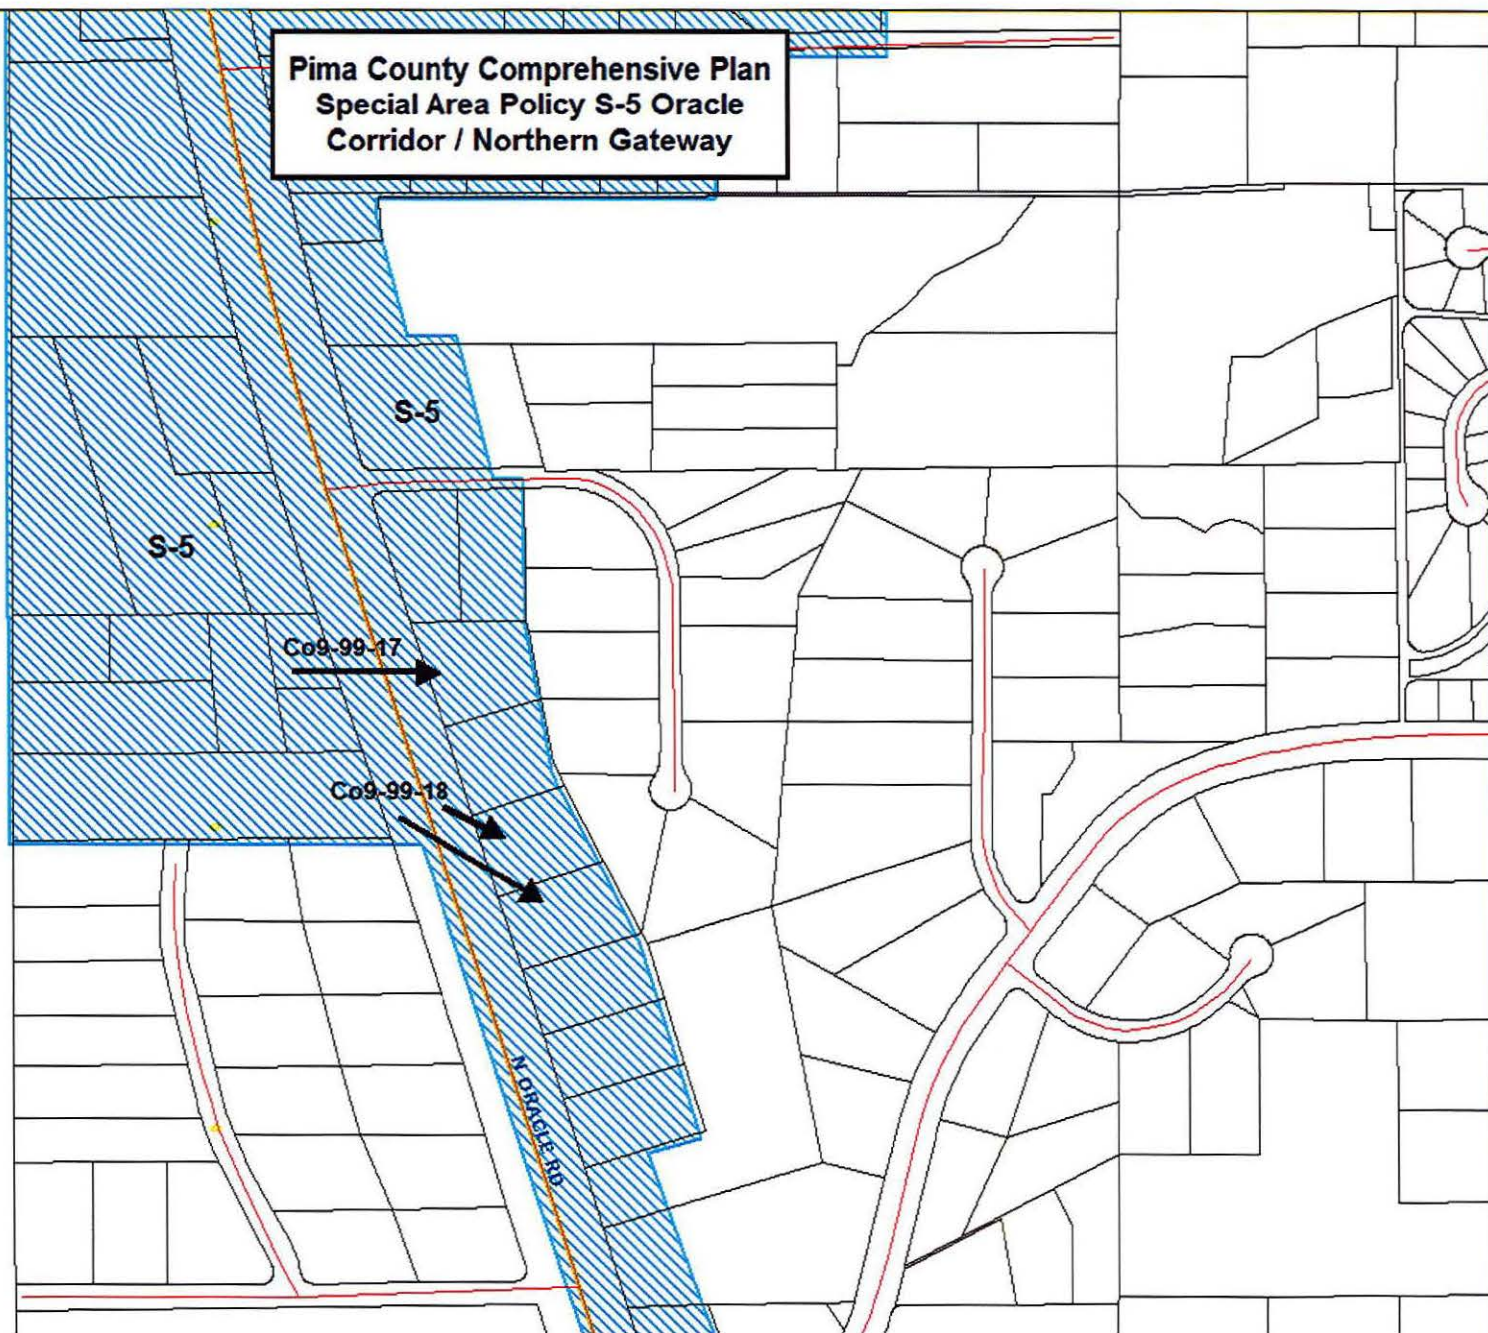 Pima County Comprehensive Plan
Special Area Policy S-5 Oracle
Corridor / Northern Gateway
S-5
S-5
Co9-99-17
Co9-99-18
N ORACLE RD